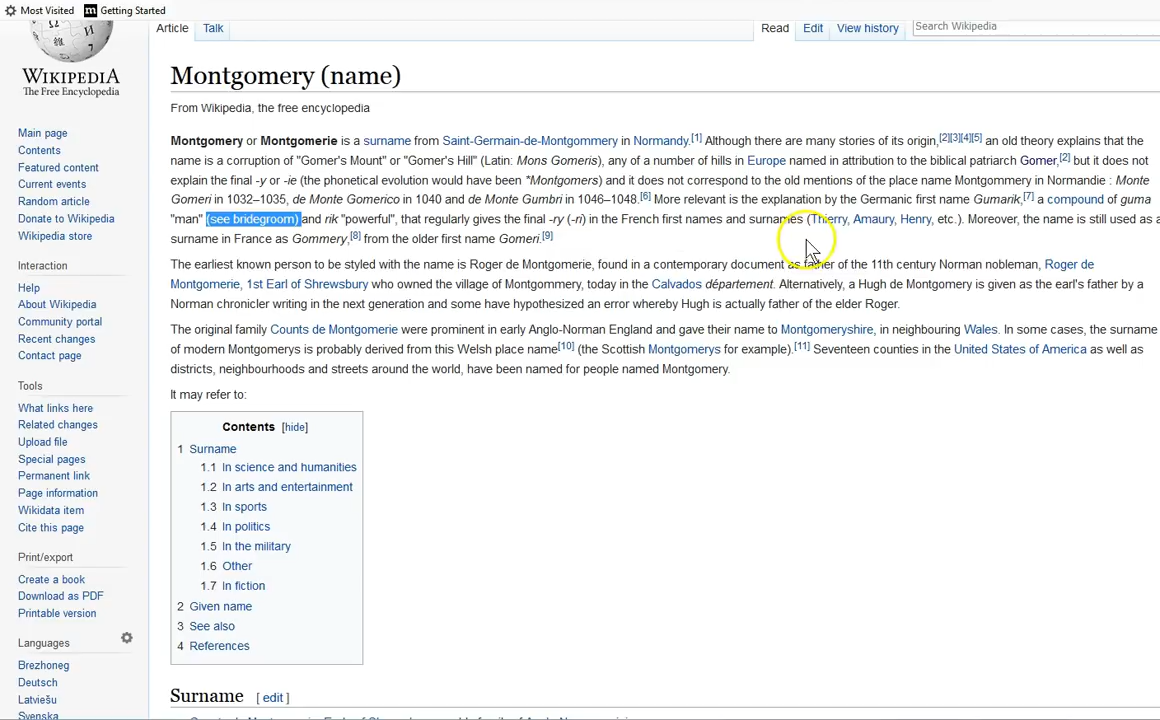 Most Visited Getting Started
Article Talk Read Edit View history Search Wikipedia
WIKIPEDIA
The Free Encyclopedia
Main page
Contents
Featured content
Current events
Random article
Donate to Wikipedia
Wikipedia store
Interaction
Help
About Wikipedia
Community portal
Recent changes
Contact page
Tools
What links here
Related changes
Upload file
Special pages
Permanent link
Page information
Wikidata item
Cite this page
Print/export
Create a book
Download as PDF
Printable version
Languages
Brezhoneg
Deutsch
Latviešu
Svenska
Montgomery (name)
From Wikipedia, the free encyclopedia
Montgomery or Montgomerie is a surname from Saint-Germain-de-Montgommery in Normandy.[1] Although there are many stories of its origin,[2][3][4][5] an old theory explains that the
name is a corruption of "Gomer's Mount" or "Gomer's Hill" (Latin: Mons Gomeris), any of a number of hills in Europe named in attribution to the biblical patriarch Gomer,[2] but it does not
explain the final -y or -ie (the phonetical evolution would have been *Montgomers) and it does not correspond to the old mentions of the place name Montgommery in Normandie : Monte
Gomeri in 1032–1035, de Monte Gomerico in 1040 and de Monte Gumbri in 1046–1048.[6] More relevant is the explanation by the Germanic first name Gumarik,[7] a compound of guma
"man" (see bridegroom) and rik "powerful", that regularly gives the final -ry (-ri) in the French first names and surnames (Thierry, Amaury, Henry, etc.). Moreover, the name is still used as a
surname in France as Gommery,[8] from the older first name Gomeri.[9]
The earliest known person to be styled with the name is Roger de Montgomerie, found in a contemporary document as father of the 11th century Norman nobleman, Roger de
Montgomerie, 1st Earl of Shrewsbury who owned the village of Montgommery, today in the Calvados département. Alternatively, a Hugh de Montgomery is given as the earl's father by a
Norman chronicler writing in the next generation and some have hypothesized an error whereby Hugh is actually father of the elder Roger.
The original family Counts de Montgomerie were prominent in early Anglo-Norman England and gave their name to Montgomeryshire, in neighbouring Wales. In some cases, the surname
of modern Montgomerys is probably derived from this Welsh place name[10] (the Scottish Montgomerys for example).[11] Seventeen counties in the United States of America as well as
districts, neighbourhoods and streets around the world, have been named for people named Montgomery.
It may refer to:
Contents [hide]
1 Surname
1.1 In science and humanities
1.2 In arts and entertainment
1.3 In sports
1.4 In politics
1.5 In the military
1.6 Other
1.7 In fiction
2 Given name
3 See also
4 References
Surname [ edit ]